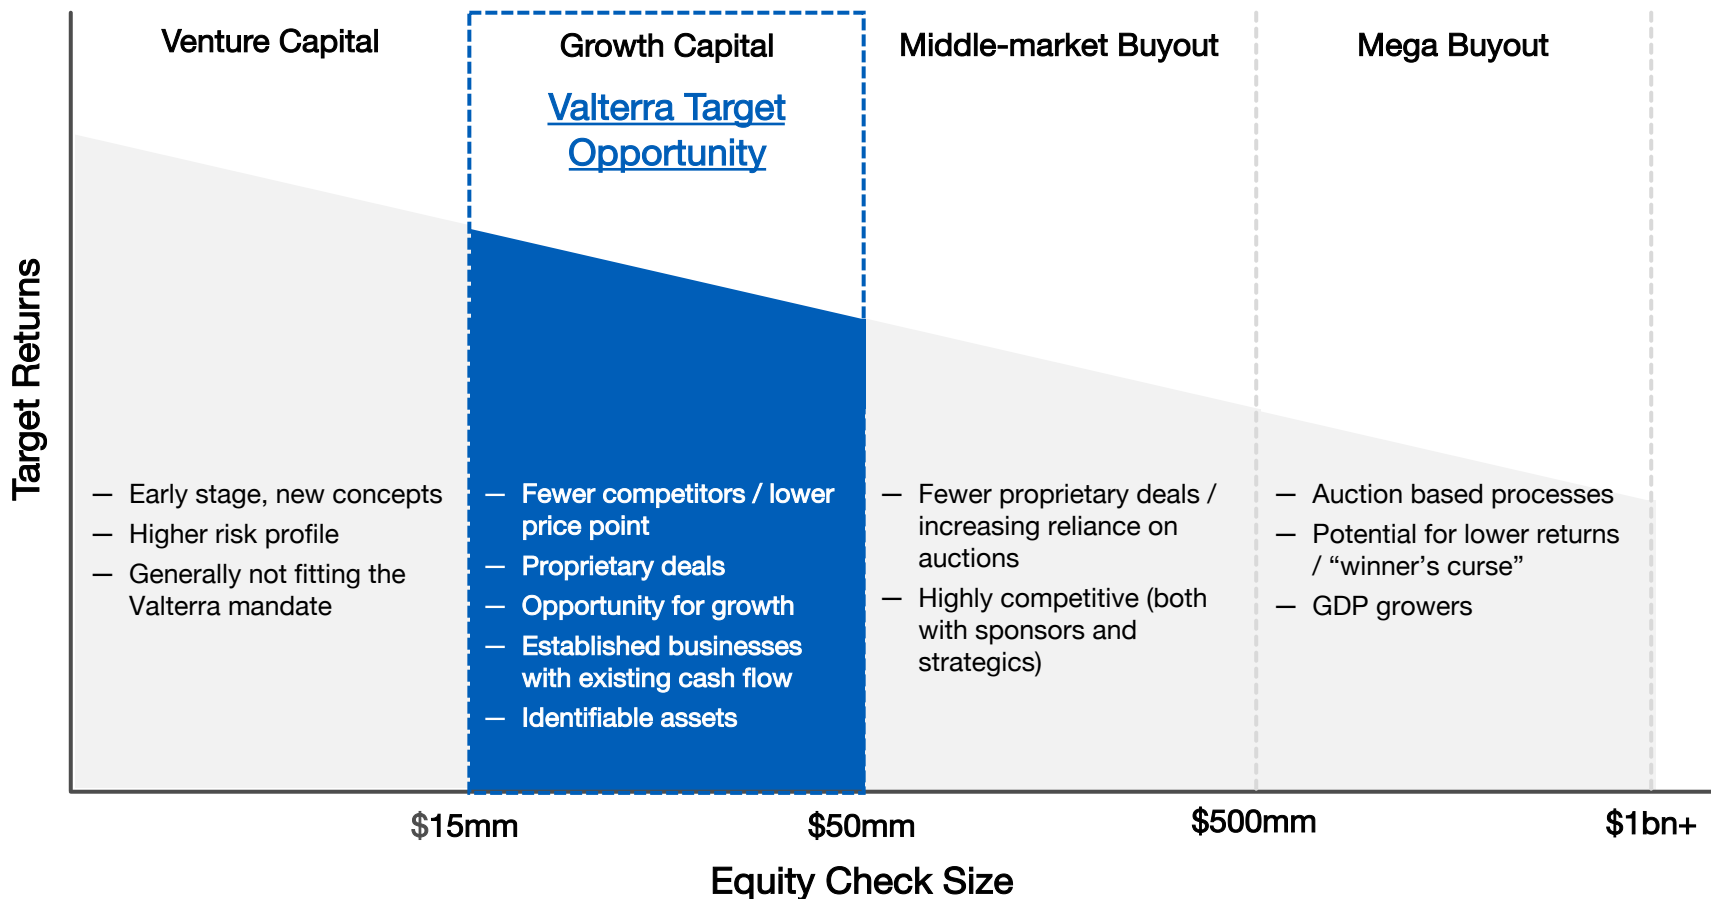 Venture Capital
Growth Capital
Middle-market Buyout
Mega Buyout
Valterra Target
Opportunity
Target Returns
— Early stage, new concepts
— Higher risk profile
— Generally not fitting the
Valterra mandate
— Fewer competitors / lower
price point
— Proprietary deals
— Opportunity for growth
— Established businesses
with existing cash flow
— Identifiable assets
— Fewer proprietary deals /
increasing reliance on
auctions
— Highly competitive (both
with sponsors and
strategics)
— Auction based processes
— Potential for lower returns
/ “winner’s curse”
— GDP growers
$15mm
$50mm
$500mm
$1bn+
Equity Check Size